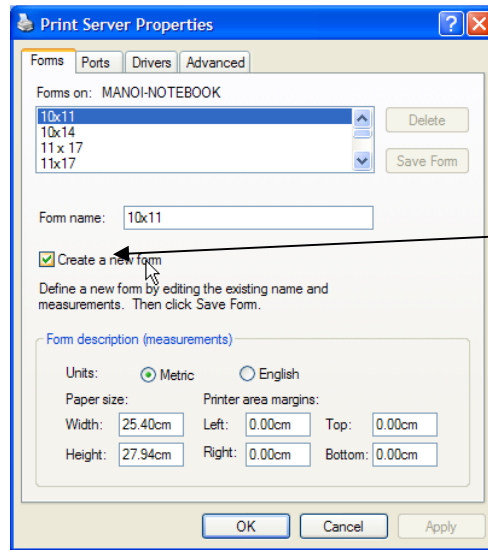 Print Server Properties
Forms Ports Drivers Advanced
Forms on: MANOI-NOTEBOOK
10x11
10x14
11 x 17
11x17
Delete
Save Form
Form name: 10x11
Create a new form
Define a new form by editing the existing name and
measurements. Then click Save Form.
Form description (measurements)
Units: Metric English
Paper size: Printer area margins:
Width: 25.40cm Left: 0.00cm Top: 0.00cm
Height: 27.94cm Right: 0.00cm Bottom: 0.00cm
OK Cancel Apply